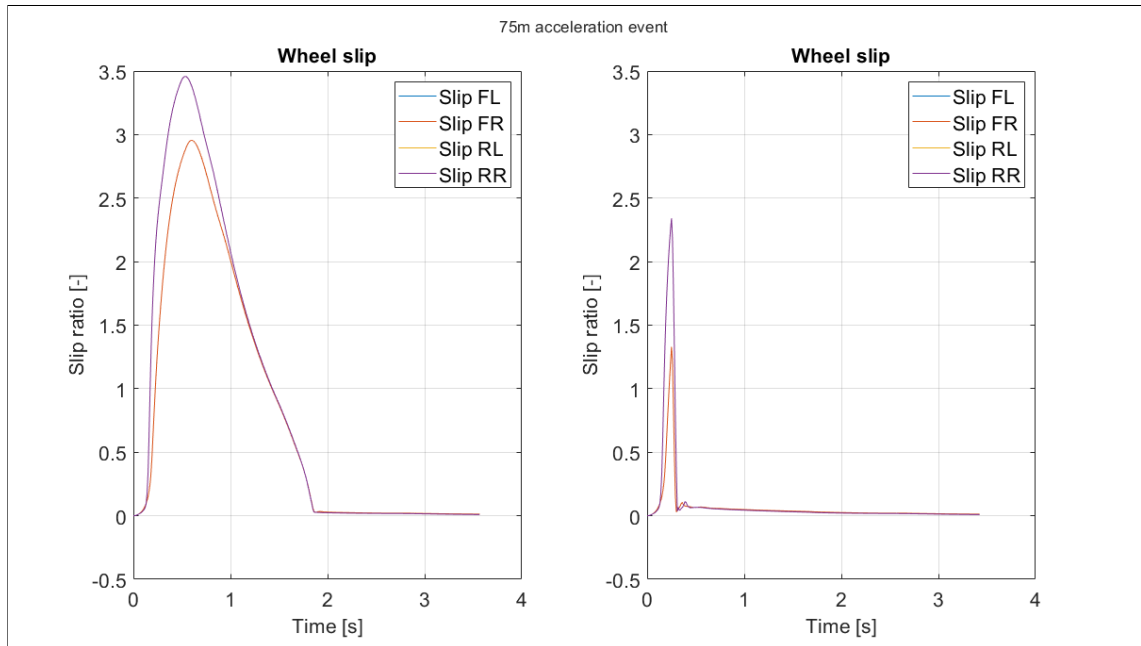 75m acceleration event
Wheel slip
3.5
3
2.5
2
1.5
1
0.5
0
-0.5
Slip ratio [-]
0 1 2 3 4
Time [s]
Slip FL
Slip FR
Slip RL
Slip RR
Wheel slip
3.5
3
2.5
2
1.5
1
0.5
0
-0.5
Slip ratio [-]
0 1 2 3 4
Time [s]
Slip FL
Slip FR
Slip RL
Slip RR